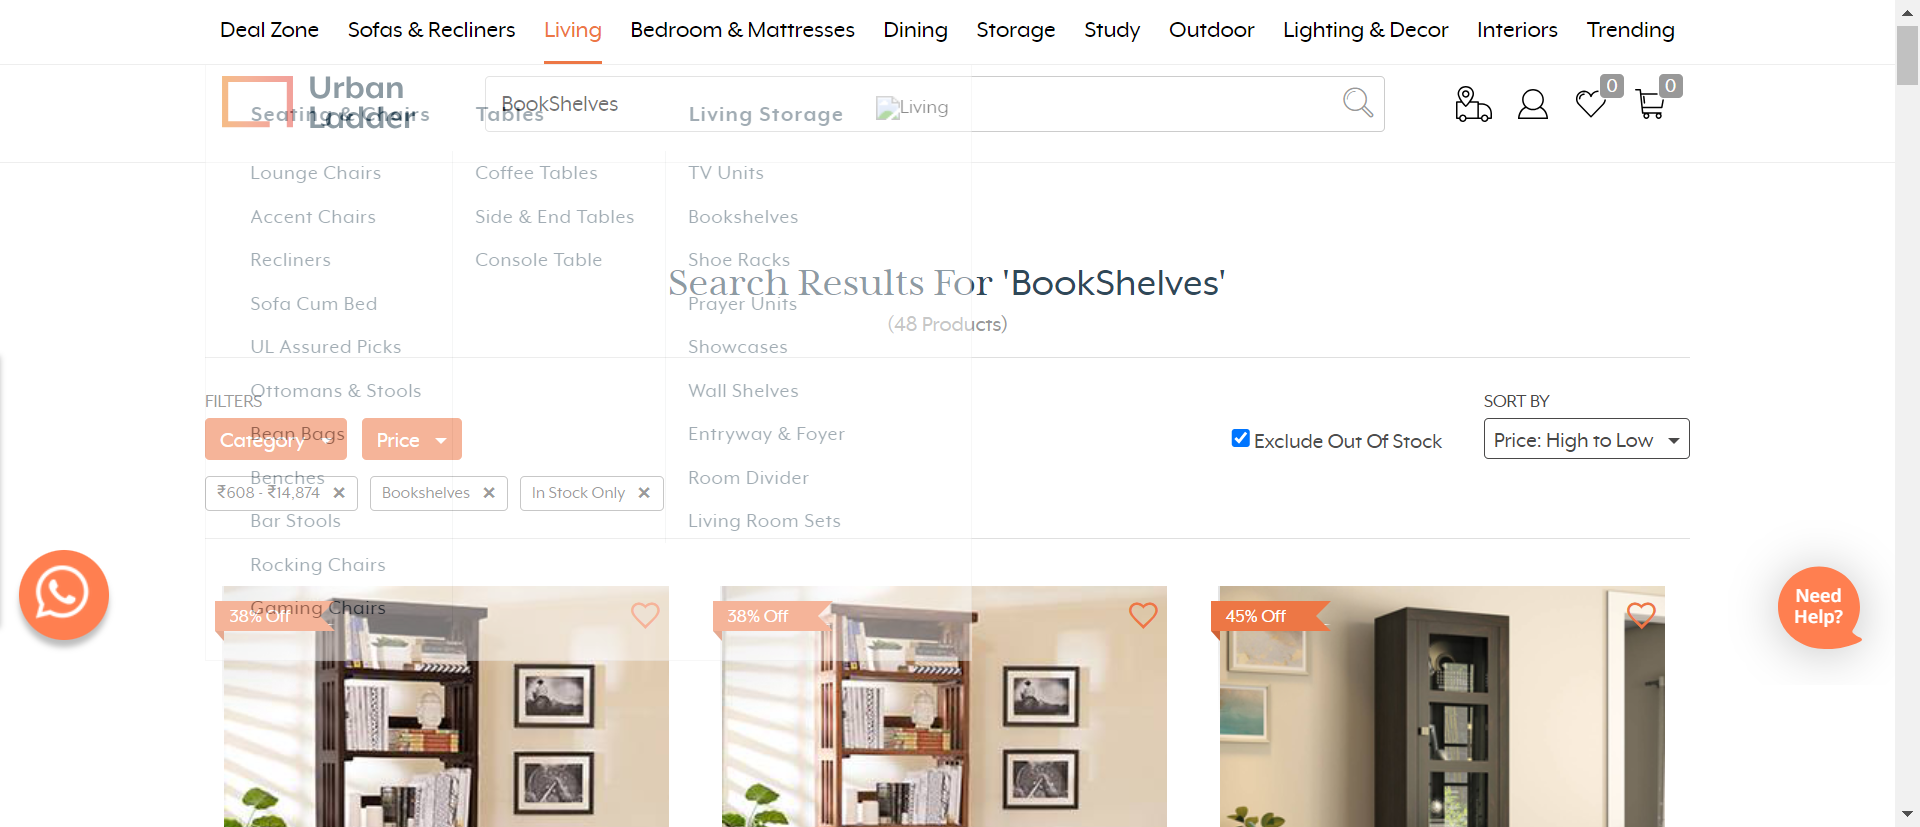 Deal Zone Sofas & Recliners Living Bedroom & Mattresses Dining Storage Study Outdoor Lighting & Decor Interiors Trending
Urban
Ladder
BookShelves
0
0
Seating & Chairs
Lounge Chairs
Accent Chairs
Recliners
Sofa Cum Bed
UL Assured Picks
Ottomans & Stools
Bean Bags
Benches
Bar Stools
Rocking Chairs
Gaming Chairs
Tables
Coffee Tables
Side & End Tables
Console Table
Living Storage
TV Units
Bookshelves
Shoe Racks
Prayer Units
Showcases
Wall Shelves
Entryway & Foyer
Room Divider
Living Room Sets
Living
Search Results For 'BookShelves'
(48 Products)
FILTERS
Category
Price
Exclude Out Of Stock
SORT BY
Price: High to Low
₹608 - ₹14,874 ✕
Bookshelves ✕
In Stock Only ✕
38% Off
38% Off
45% Off
Need
Help?